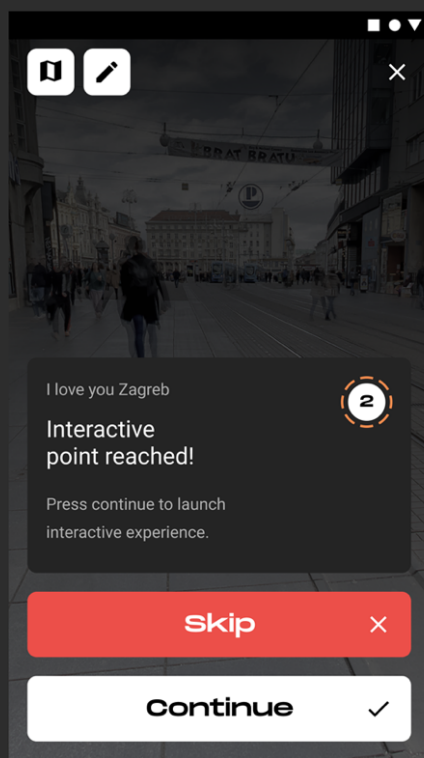 BRAT BRATU
P
I love you Zagreb
2
Interactive
point reached!
Press continue to launch
interactive experience.
Skip
Continue